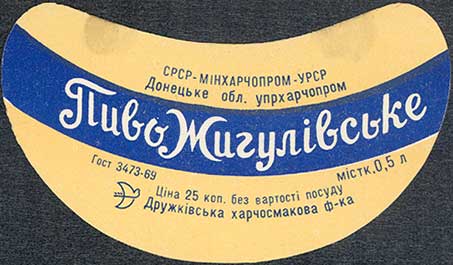 СРСР-МІНХАРЧОПРОМ-УРСР
Донецьке обл. упрхарчопром
Пиво Жигулівське
Гост 3473-69
містк. 0,5 л
Ціна 25 коп. без вартості посуду
Дружківська харчосмакова ф-ка